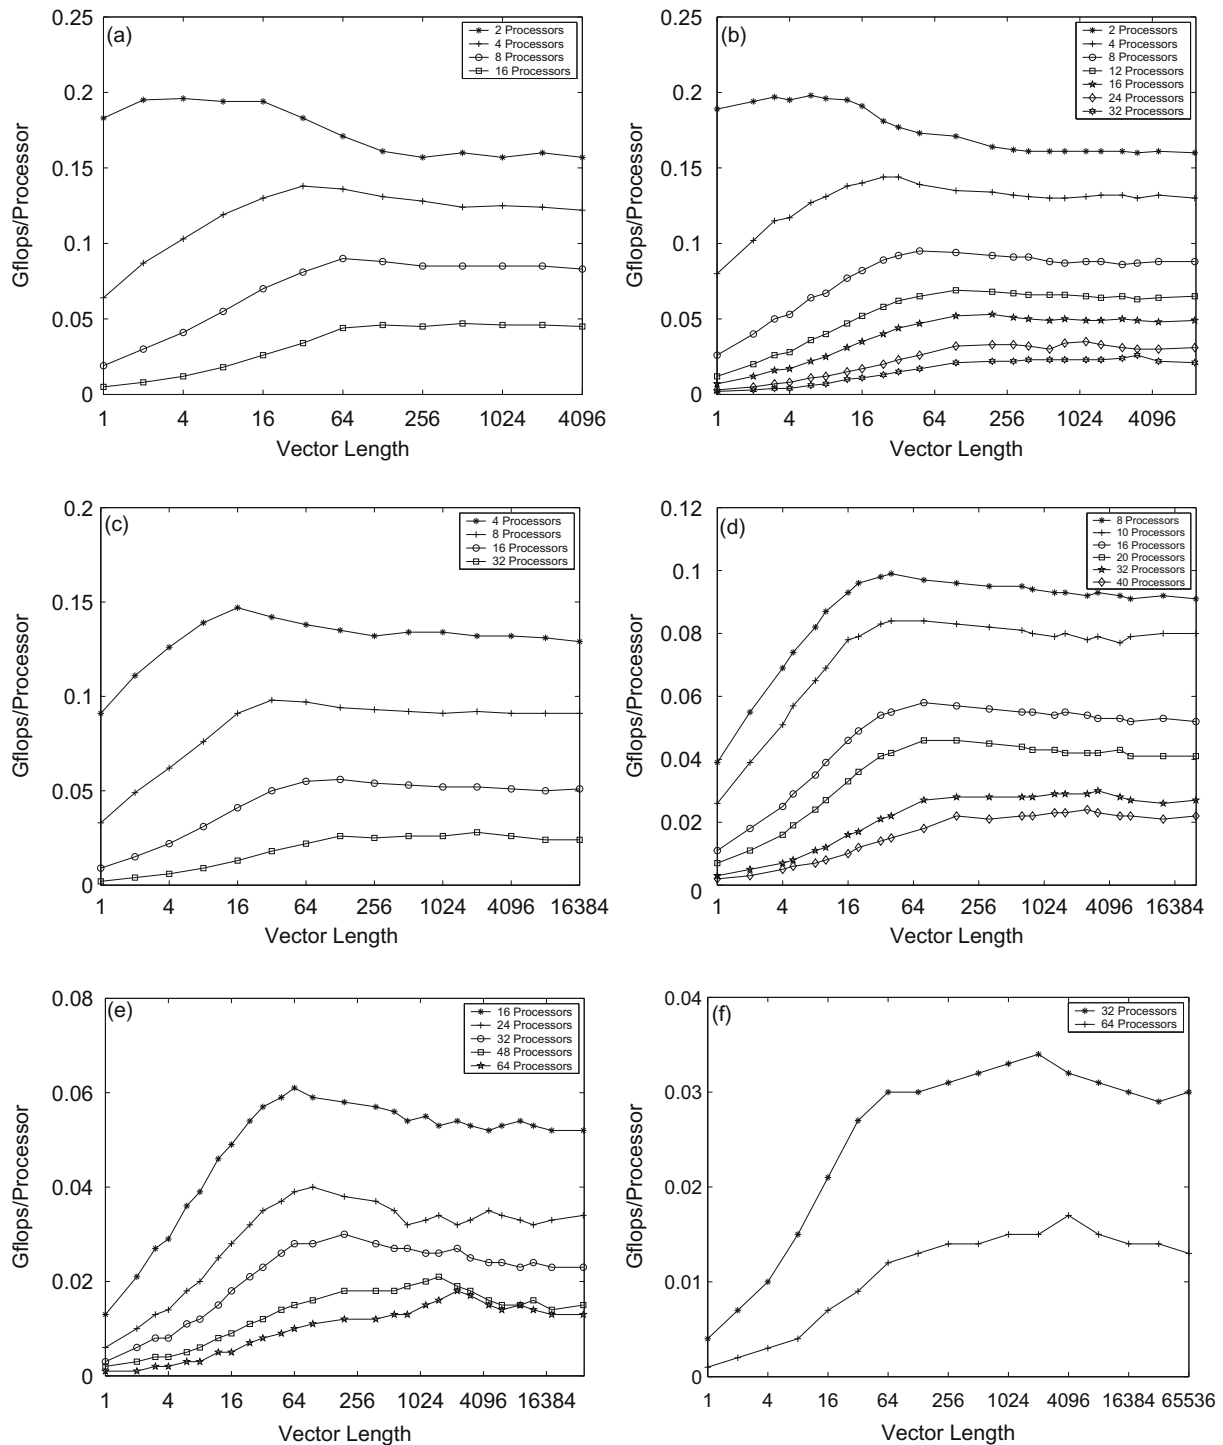 (a)
2 Processors
4 Processors
8 Processors
16 Processors
0.25
0.2
0.15
0.1
0.05
0
Gflops/Processor
1 4 16 64 256 1024 4096
Vector Length
(b)
2 Processors
4 Processors
8 Processors
12 Processors
16 Processors
24 Processors
32 Processors
0.25
0.2
0.15
0.1
0.05
0
Gflops/Processor
1 4 16 64 256 1024 4096
Vector Length
(c)
4 Processors
8 Processors
16 Processors
32 Processors
0.2
0.15
0.1
0.05
0
Gflops/Processor
1 4 16 64 256 1024 4096 16384
Vector Length
(d)
8 Processors
10 Processors
16 Processors
20 Processors
32 Processors
40 Processors
0.12
0.1
0.08
0.06
0.04
0.02
0
Gflops/Processor
1 4 16 64 256 1024 4096 16384
Vector Length
(e)
16 Processors
24 Processors
32 Processors
48 Processors
64 Processors
0.08
0.06
0.04
0.02
0
Gflops/Processor
1 4 16 64 256 1024 4096 16384
Vector Length
(f)
32 Processors
64 Processors
0.04
0.03
0.02
0.01
0
Gflops/Processor
1 4 16 64 256 1024 4096 16384 65536
Vector Length